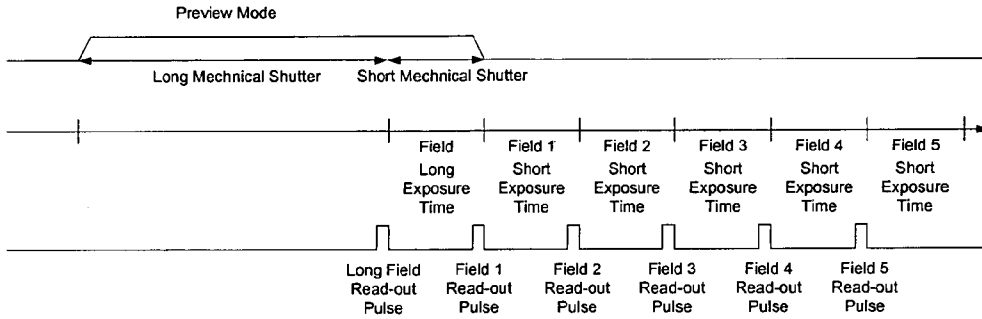 Preview Mode
Long Mechnical Shutter
Short Mechnical Shutter
Field
Long
Exposure
Time
Field 1
Short
Exposure
Time
Field 2
Short
Exposure
Time
Field 3
Short
Exposure
Time
Field 4
Short
Exposure
Time
Field 5
Short
Exposure
Time
Long Field
Read-out
Pulse
Field 1
Read-out
Pulse
Field 2
Read-out
Pulse
Field 3
Read-out
Pulse
Field 4
Read-out
Pulse
Field 5
Read-out
Pulse